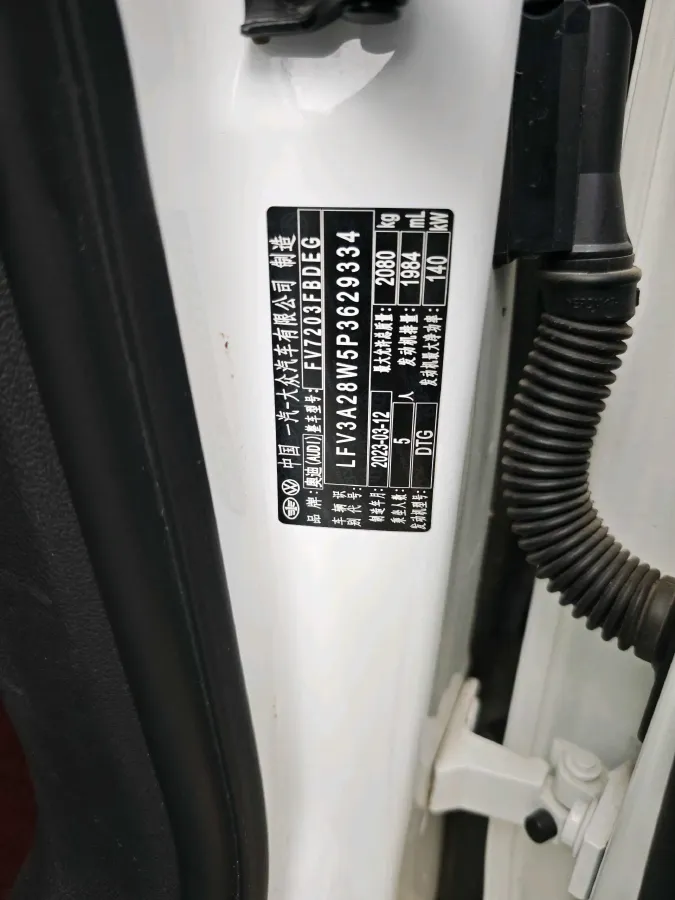 中国 一汽-大众汽车有限公司 制造
品牌: 奥迪(AUDI) 整车型号: FV7203FBDEG
车辆识别代号: LFV3A28W5P3629334
制造年月: 2023-03-12 最大允许总质量: 2080 kg
乘坐人数: 5 人 发动机排量: 1984 mL
发动机型号: DTG 发动机最大净功率: 140 kW